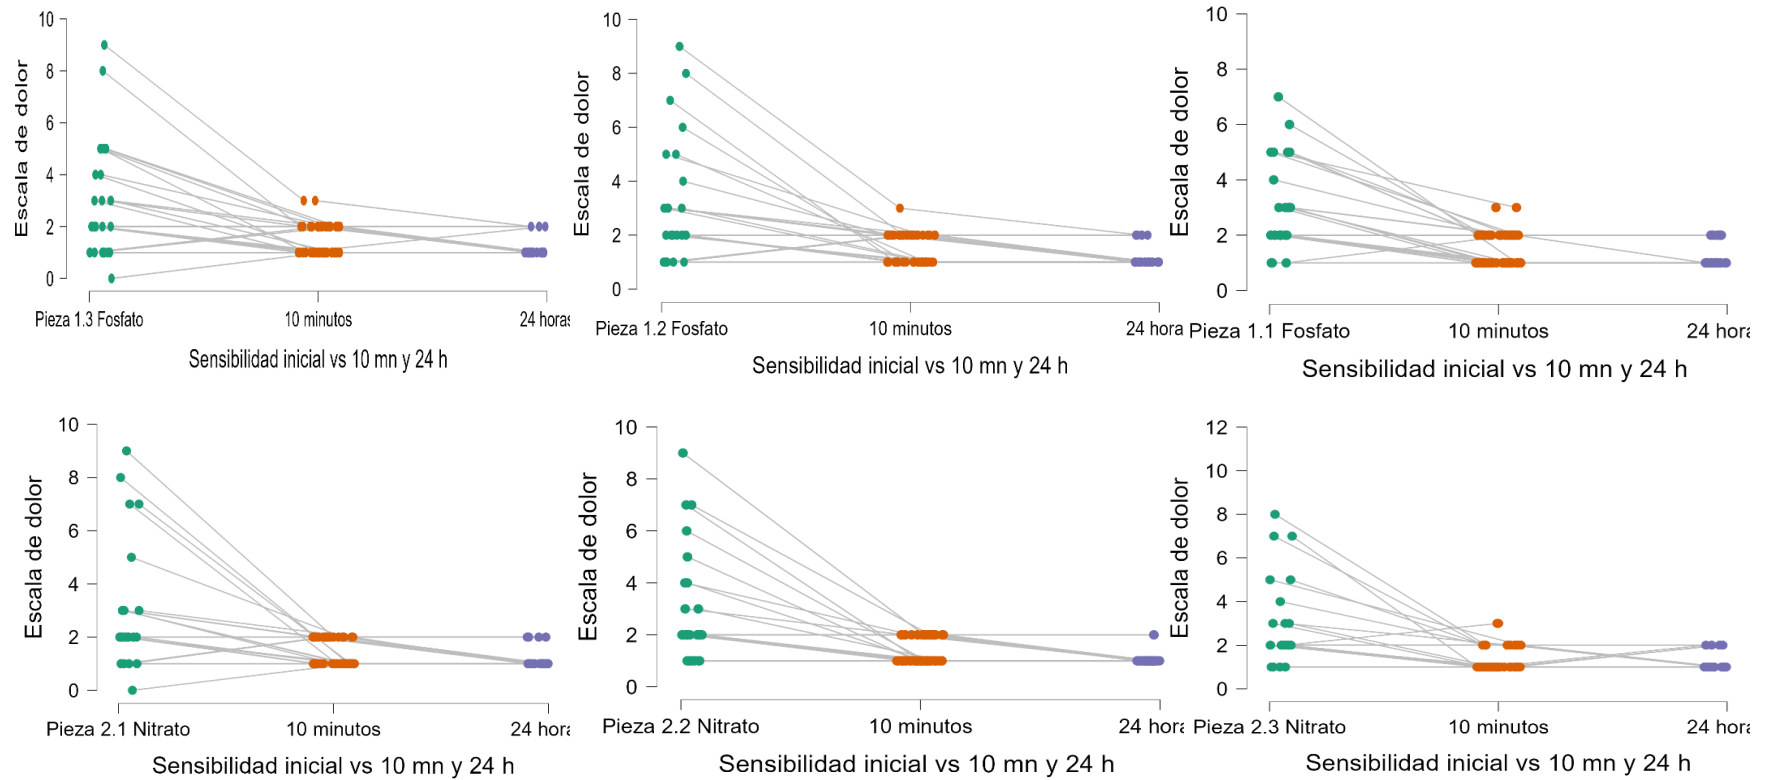 Escala de dolor
10
8
6
4
2
0
Pieza 1.3 Fosfato 10 minutos 24 horas
Sensibilidad inicial vs 10 mn y 24 h
Escala de dolor
10
8
6
4
2
0
Pieza 1.2 Fosfato 10 minutos 24 hora
Sensibilidad inicial vs 10 mn y 24 h
Escala de dolor
10
8
6
4
2
0
Pieza 1.1 Fosfato 10 minutos 24 hora
Sensibilidad inicial vs 10 mn y 24 h
Escala de dolor
10
8
6
4
2
0
Pieza 2.1 Nitrato 10 minutos 24 hora
Sensibilidad inicial vs 10 mn y 24 h
Escala de dolor
10
8
6
4
2
0
Pieza 2.2 Nitrato 10 minutos 24 hora
Sensibilidad inicial vs 10 mn y 24 h
Escala de dolor
12
10
8
6
4
2
0
Pieza 2.3 Nitrato 10 minutos 24 hora
Sensibilidad inicial vs 10 mn y 24 h